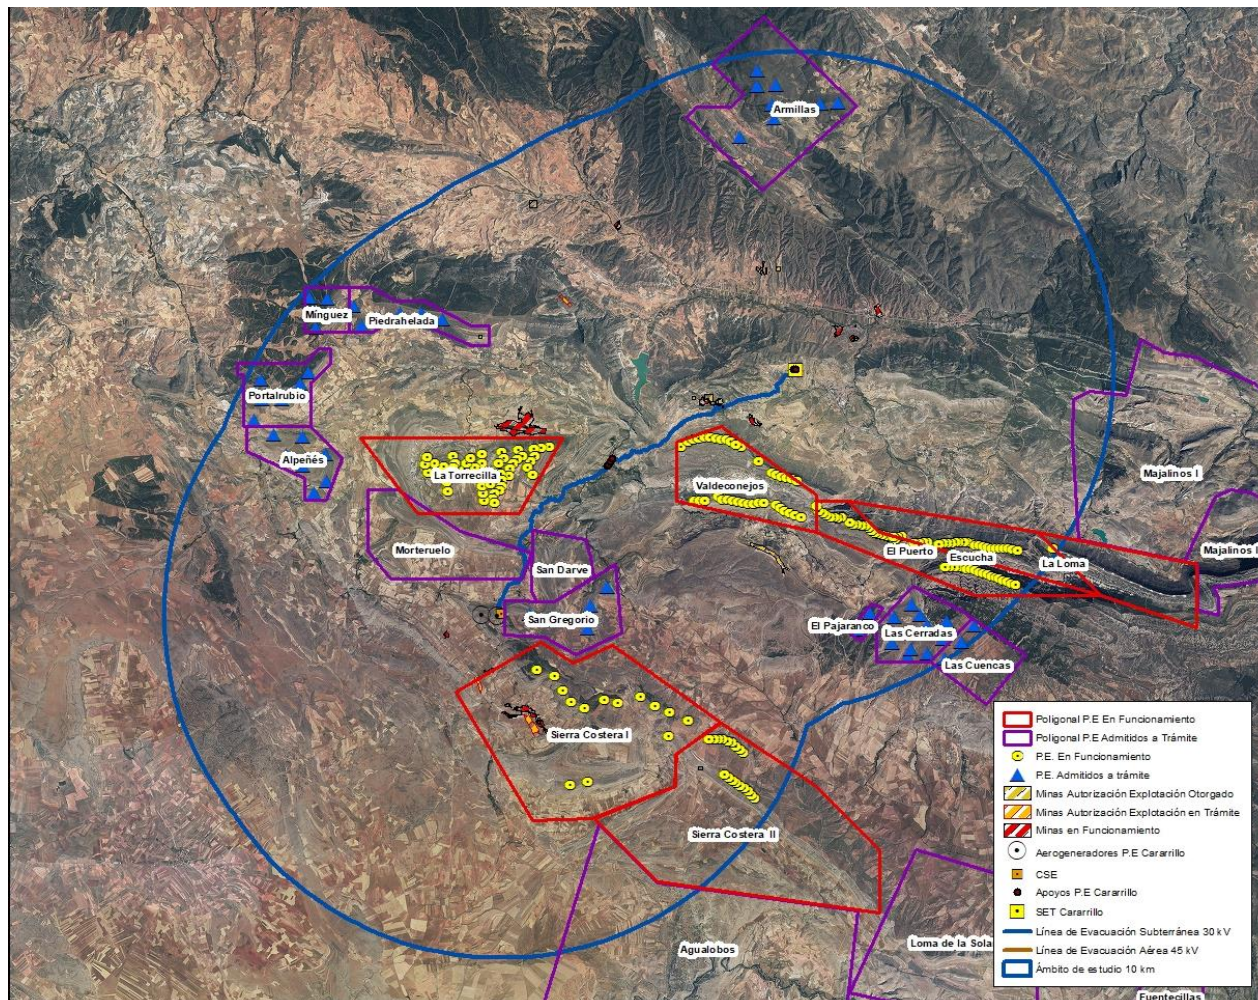 Armillas
Mínguez
Piedrahelada
Portalrubio
Alpeñés
La Torrecilla
Valdeconejos
Majalinos I
Morteruelo
El Puerto
Escucha
La Loma
Majalinos I
San Darve
San Gregorio
El Pajaranco
Las Cerradas
Las Cuencas
Sierra Costera I
Sierra Costera II
Agualobos
Loma de la Sola
Fuentecillas
Poligonal P.E En Funcionamiento
Poligonal P.E Admitidos a Trámite
P.E. En Funcionamiento
P.E. Admitidos a trámite
Minas Autorización Explotación Otorgado
Minas Autorización Explotación en Trámite
Minas en Funcionamiento
Aerogeneradores P.E Cararrillo
CSE
Apoyos P.E Cararrillo
SET Cararrillo
Línea de Evacuación Subterránea 30 kV
Línea de Evacuación Aérea 45 kV
Ámbito de estudio 10 km